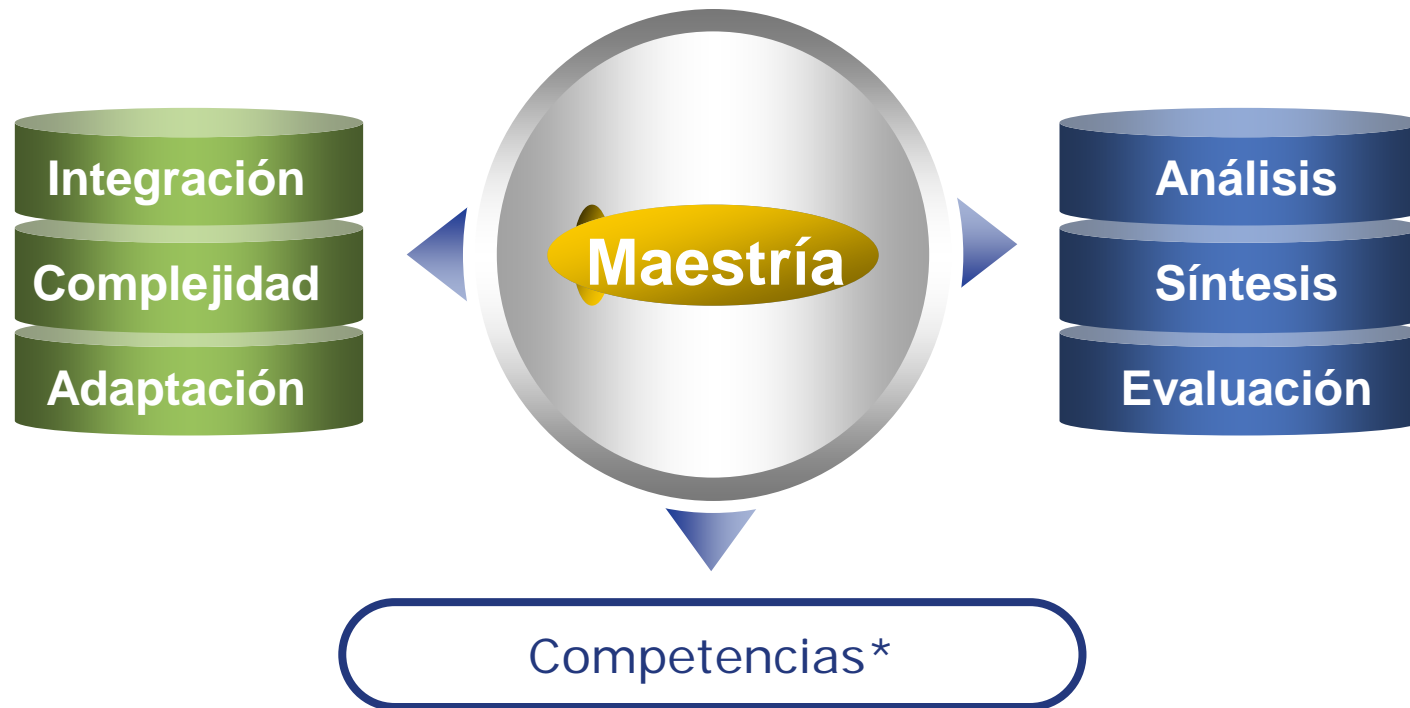 Integración
Complejidad
Adaptación
Maestría
Análisis
Síntesis
Evaluación
Competencias*